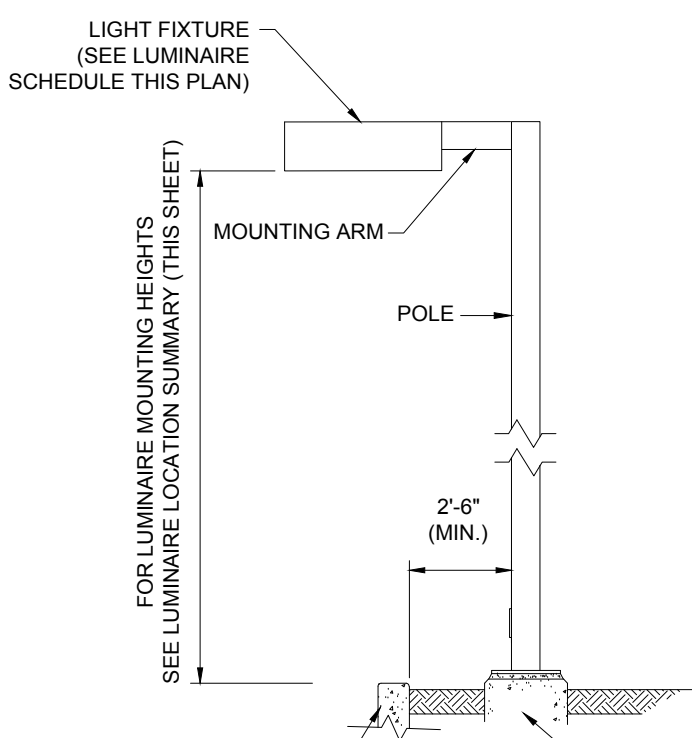 LIGHT FIXTURE
(SEE LUMINAIRE
SCHEDULE THIS PLAN)
FOR LUMINAIRE MOUNTING HEIGHTS
SEE LUMINAIRE LOCATION SUMMARY (THIS SHEET)
MOUNTING ARM
POLE
2'-6"
(MIN.)